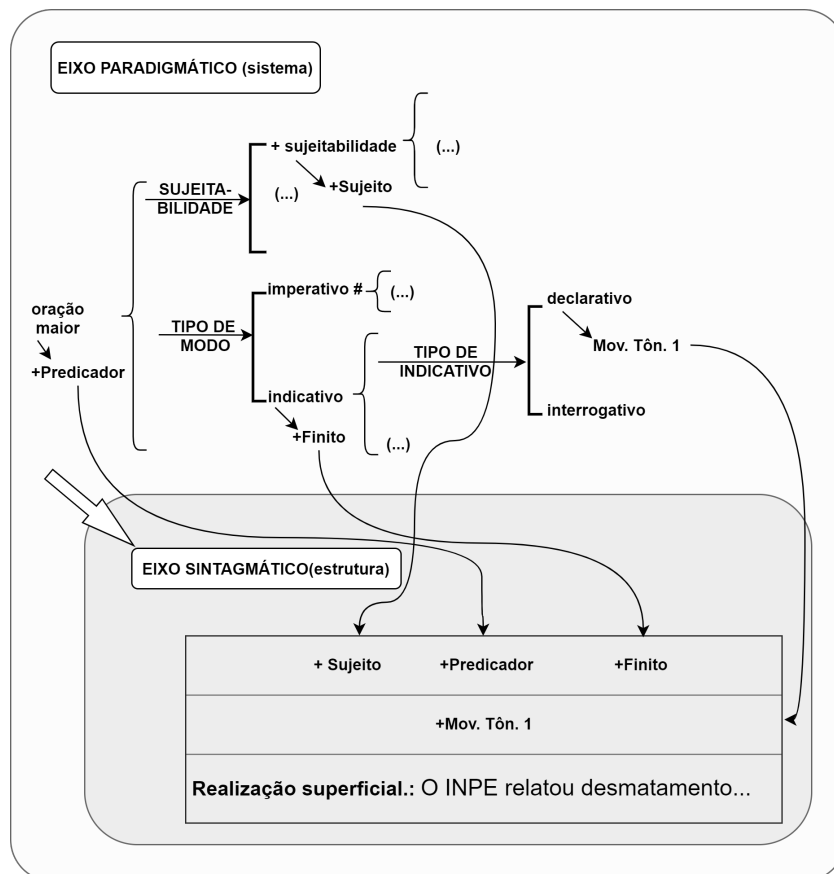 EIXO PARADIGMÁTICO (sistema)
+ sujeitabilidade
(...)
SUJEITA-
BILIDADE
(...)
+Sujeito
imperativo #
(...)
declarativo
oração
maior
TIPO DE
MODO
TIPO DE
INDICATIVO
Mov. Tôn. 1
+Predicador
indicativo
interrogativo
+Finito
(...)
EIXO SINTAGMÁTICO(estrutura)
+ Sujeito +Predicador +Finito
+Mov. Tôn. 1
Realização superficial.: O INPE relatou desmatamento...